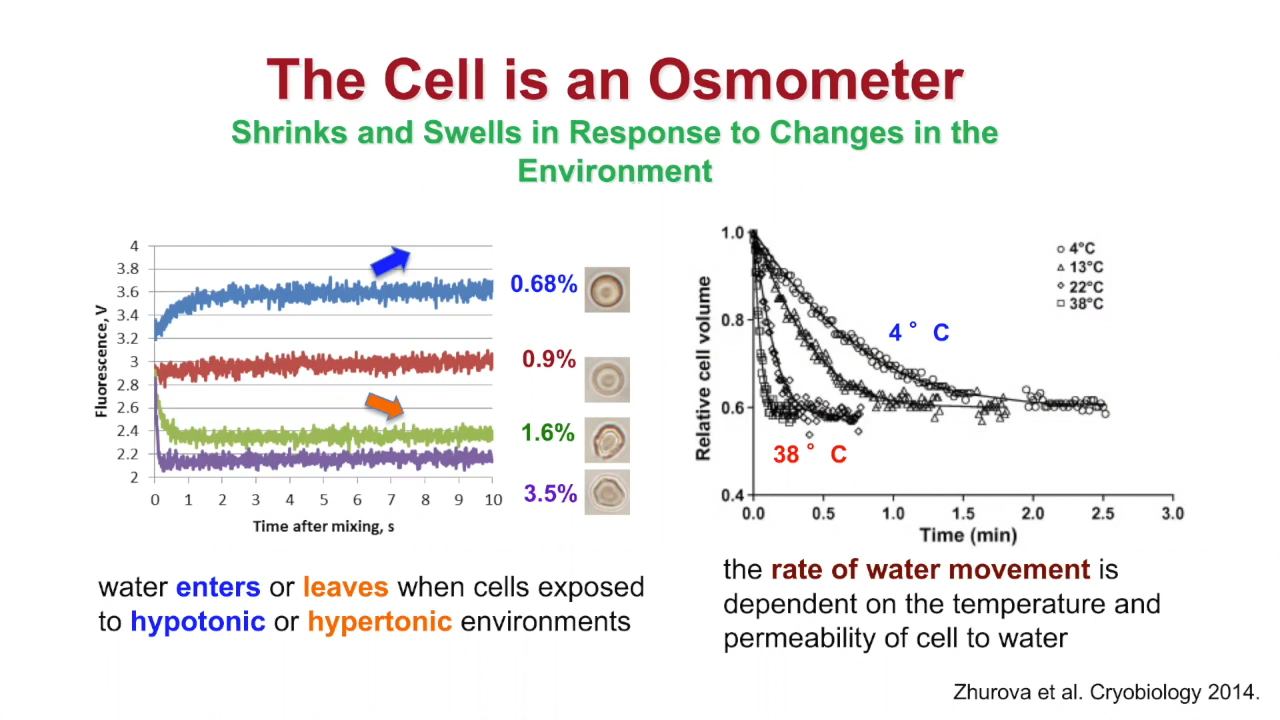 The Cell is an Osmometer
Shrinks and Swells in Response to Changes in the
Environment
4
3.8
3.6
3.4
3.2
3
2.8
2.6
2.4
2.2
2
Fluorescence, V
0 1 2 3 4 5 6 7 8 9 10
Time after mixing, s
0.68%
0.9%
1.6%
3.5%
water enters or leaves when cells exposed
to hypotonic or hypertonic environments
1.0
0.8
0.6
0.4
Relative cell volume
4°C
13°C
22°C
38°C
4 ° C
38 ° C
0.0 0.5 1.0 1.5 2.0 2.5 3.0
Time (min)
the rate of water movement is
dependent on the temperature and
permeability of cell to water
Zhurova et al. Cryobiology 2014.